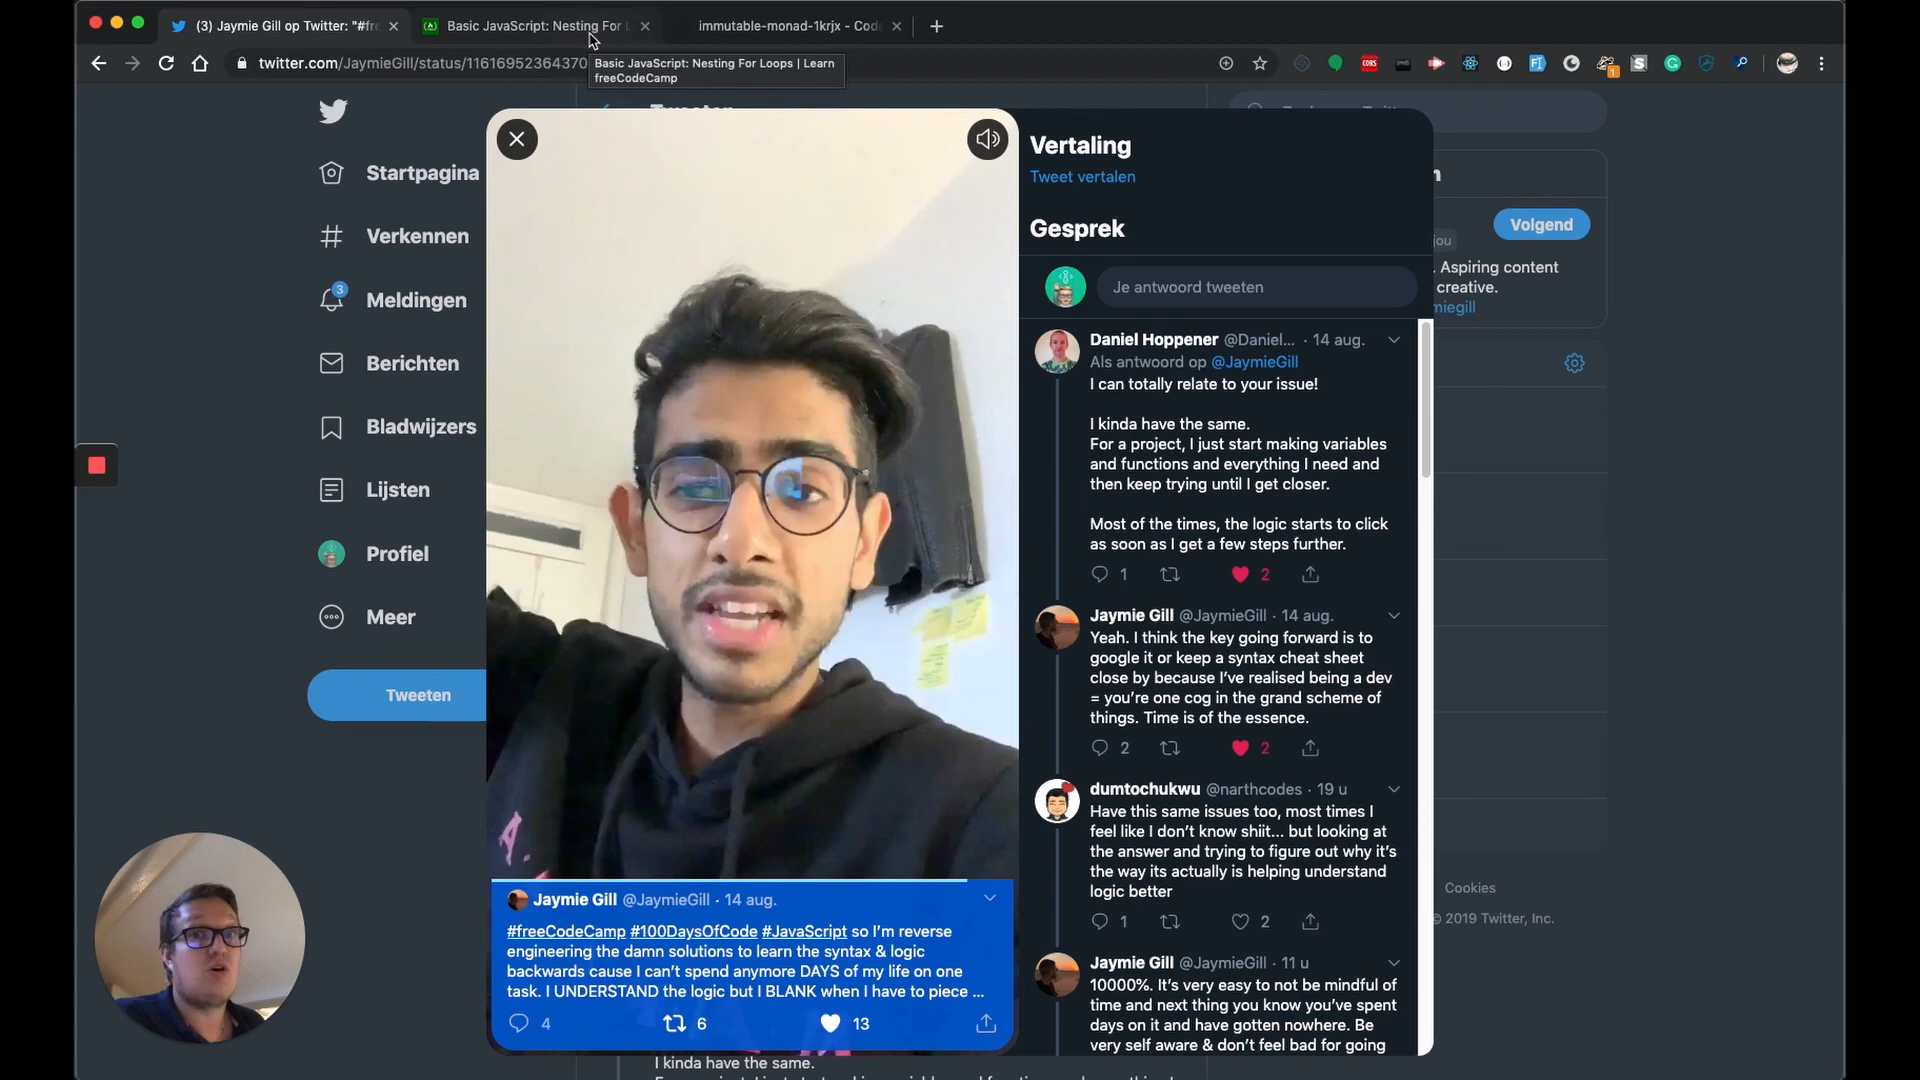 (3) Jaymie Gill op Twitter: "#fre
Basic JavaScript: Nesting For L
immutable-monad-1krjx - Code
twitter.com/JaymieGill/status/11616952364370
Basic JavaScript: Nesting For Loops | Learn
freeCodeCamp
CORS
1
Startpagina
Verkennen
3
Meldingen
Berichten
Bladwijzers
Lijsten
Profiel
Meer
Tweeten
Vertaling
Tweet vertalen
Gesprek
Je antwoord tweeten
Daniel Hoppener @Daniel... · 14 aug.
Als antwoord op @JaymieGill
I can totally relate to your issue!
I kinda have the same.
For a project, I just start making variables
and functions and everything I need and
then keep trying until I get closer.
Most of the times, the logic starts to click
as soon as I get a few steps further.
1 2
Jaymie Gill @JaymieGill · 14 aug.
Yeah. I think the key going forward is to
google it or keep a syntax cheat sheet
close by because I've realised being a dev
= you're one cog in the grand scheme of
things. Time is of the essence.
2 2
dumtochukwu @narthcodes · 19 u
Have this same issues too, most times I
feel like I don't know shiit... but looking at
the answer and trying to figure out why it's
the way its actually is helping understand
logic better
1 2
Jaymie Gill @JaymieGill · 11 u
10000%. It's very easy to not be mindful of
time and next thing you know you've spent
days on it and have gotten nowhere. Be
very self aware & don't feel bad for going
Jaymie Gill @JaymieGill · 14 aug.
#freeCodeCamp #100DaysOfCode #JavaScript so I'm reverse
engineering the damn solutions to learn the syntax & logic
backwards cause I can't spend anymore DAYS of my life on one
task. I UNDERSTAND the logic but I BLANK when I have to piece ...
4 6 13
I kinda have the same.
Volgend
jou
. Aspiring content
creative.
miegill
Cookies
© 2019 Twitter, Inc.